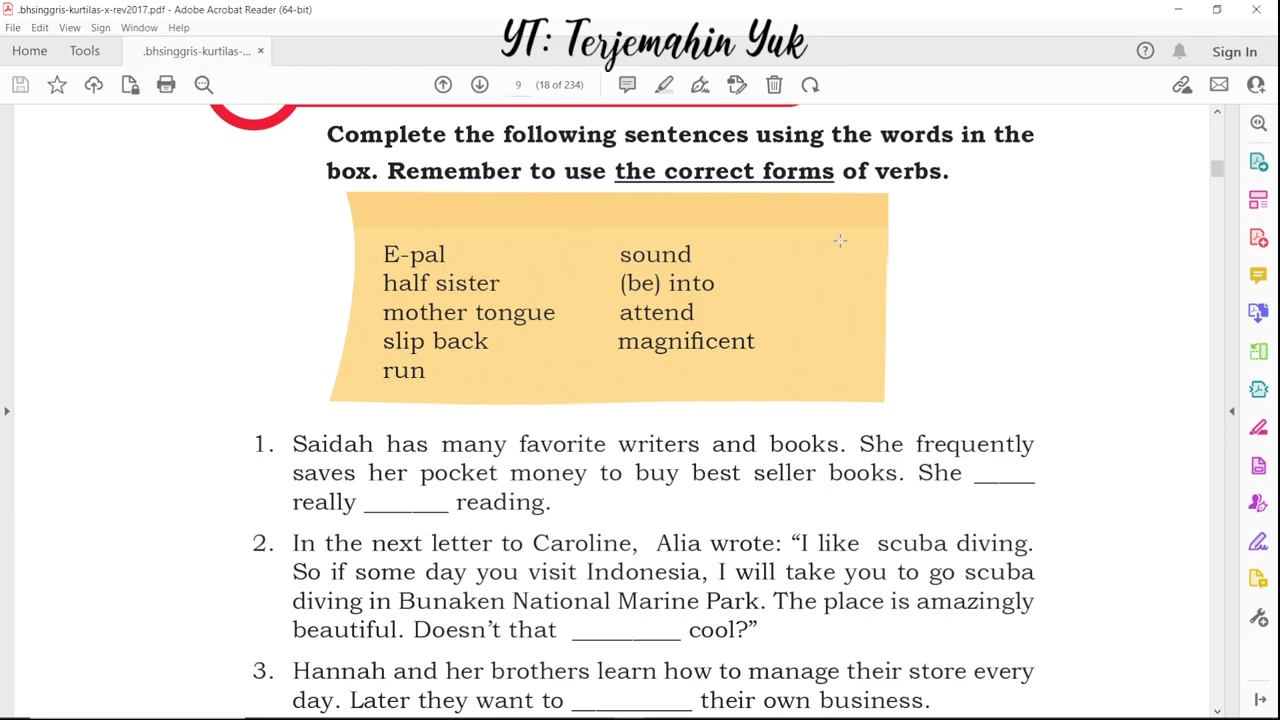 .bhsinggris-kurtilas-x-rev2017.pdf - Adobe Acrobat Reader (64-bit)
File Edit View Sign Window Help
YT: Terjemahin Yuk
Home Tools .bhsinggris-kurtilas-... × Sign In
9 (18 of 234)
Complete the following sentences using the words in the
box. Remember to use the correct forms of verbs.
E-pal
half sister
mother tongue
slip back
run
sound
(be) into
attend
magnificent
1. Saidah has many favorite writers and books. She frequently
saves her pocket money to buy best seller books. She _____
really _______ reading.
2. In the next letter to Caroline, Alia wrote: “I like scuba diving.
So if some day you visit Indonesia, I will take you to go scuba
diving in Bunaken National Marine Park. The place is amazingly
beautiful. Doesn’t that _________ cool?”
3. Hannah and her brothers learn how to manage their store every
day. Later they want to __________ their own business.